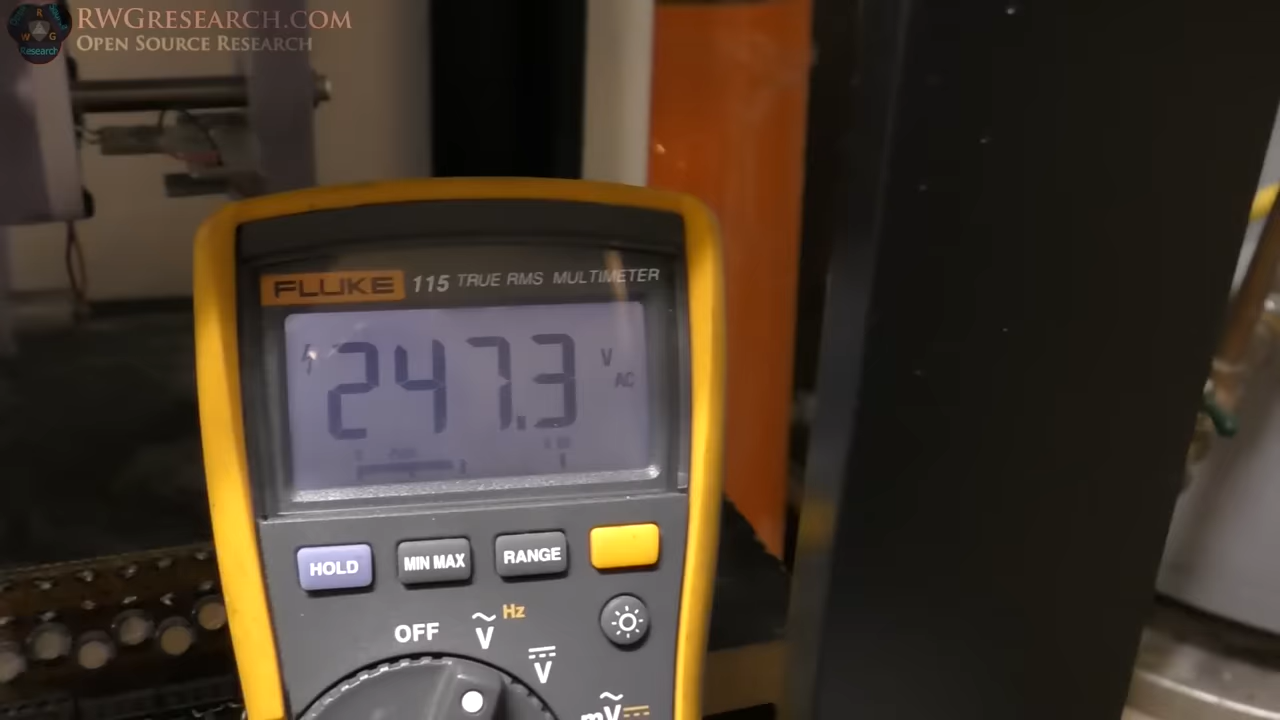 RWGRESEARCH.COM
OPEN SOURCE RESEARCH
R
W G
Research
FLUKE 115 TRUE RMS MULTIMETER
247.3 V AC
HOLD MIN MAX RANGE
OFF V Hz
V
mV